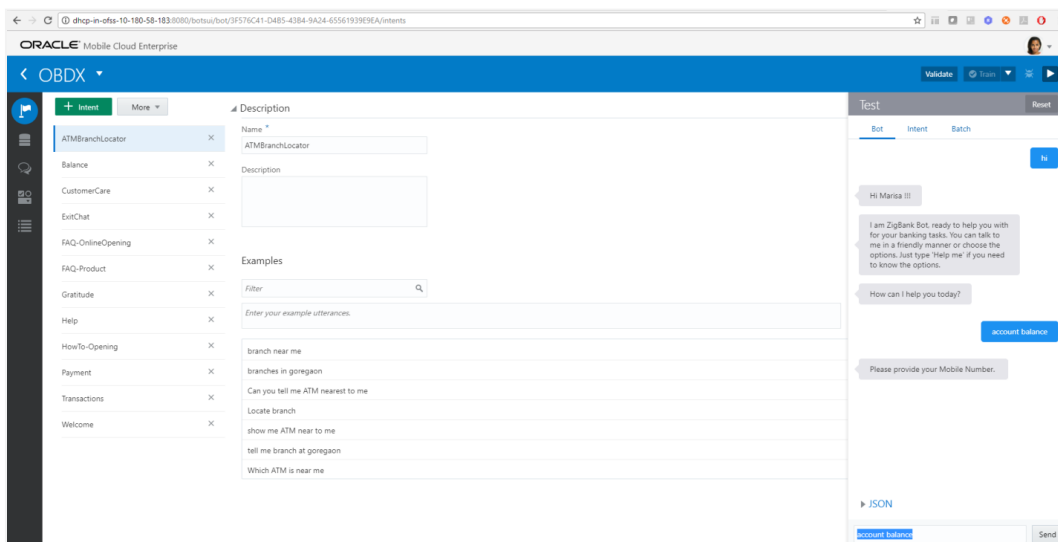 dhcp-in-ofss-10-180-58-183:8080/botsui/bot/3F576C41-D485-43B4-9A24-65561939E9EA/intents
ORACLE Mobile Cloud Enterprise
OBDX
Validate
Train
Intent
More
ATMBranchLocator
Balance
CustomerCare
ExitChat
FAQ-OnlineOpening
FAQ-Product
Gratitude
Help
HowTo-Opening
Payment
Transactions
Welcome
Description
Name *
ATMBranchLocator
Description
Examples
Filter
Enter your example utterances.
branch near me
branches in goregaon
Can you tell me ATM nearest to me
Locate branch
show me ATM near to me
tell me branch at goregaon
Which ATM is near me
Test
Reset
Bot Intent Batch
hi
Hi Marisa !!!
I am ZigBank Bot, ready to help you with
for your banking tasks. You can talk to
me in a friendly manner or choose the
options. Just type 'Help me' if you need
to know the options.
How can I help you today?
account balance
Please provide your Mobile Number.
JSON
account balance
Send